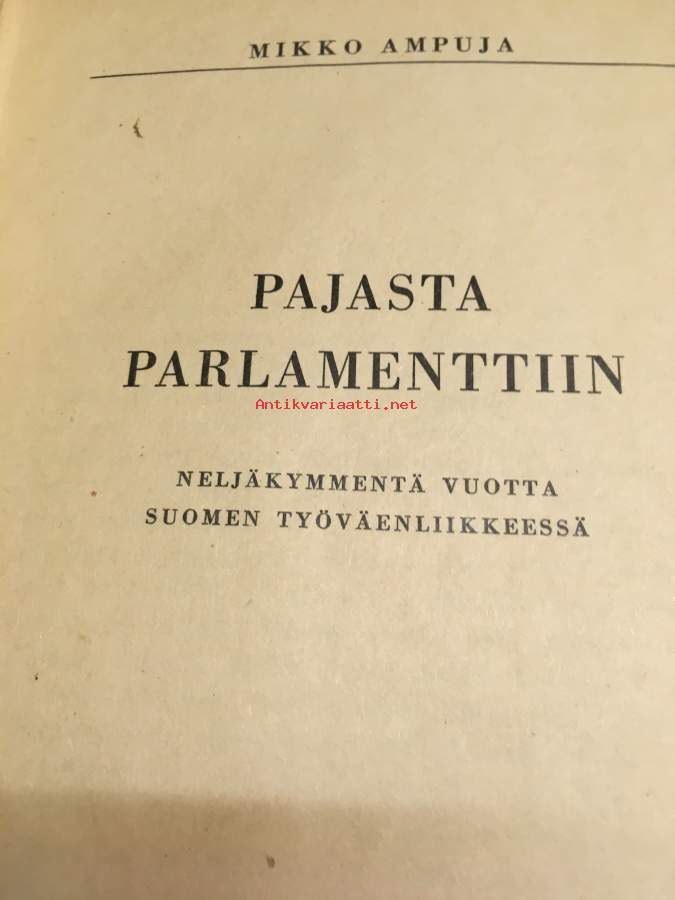 MIKKO AMPUJA
PAJASTA
PARLAMENTTIIN
Antikvariaatti.net
NELJÄKYMMENTÄ VUOTTA
SUOMEN TYÖVÄENLIIKKEESSÄ